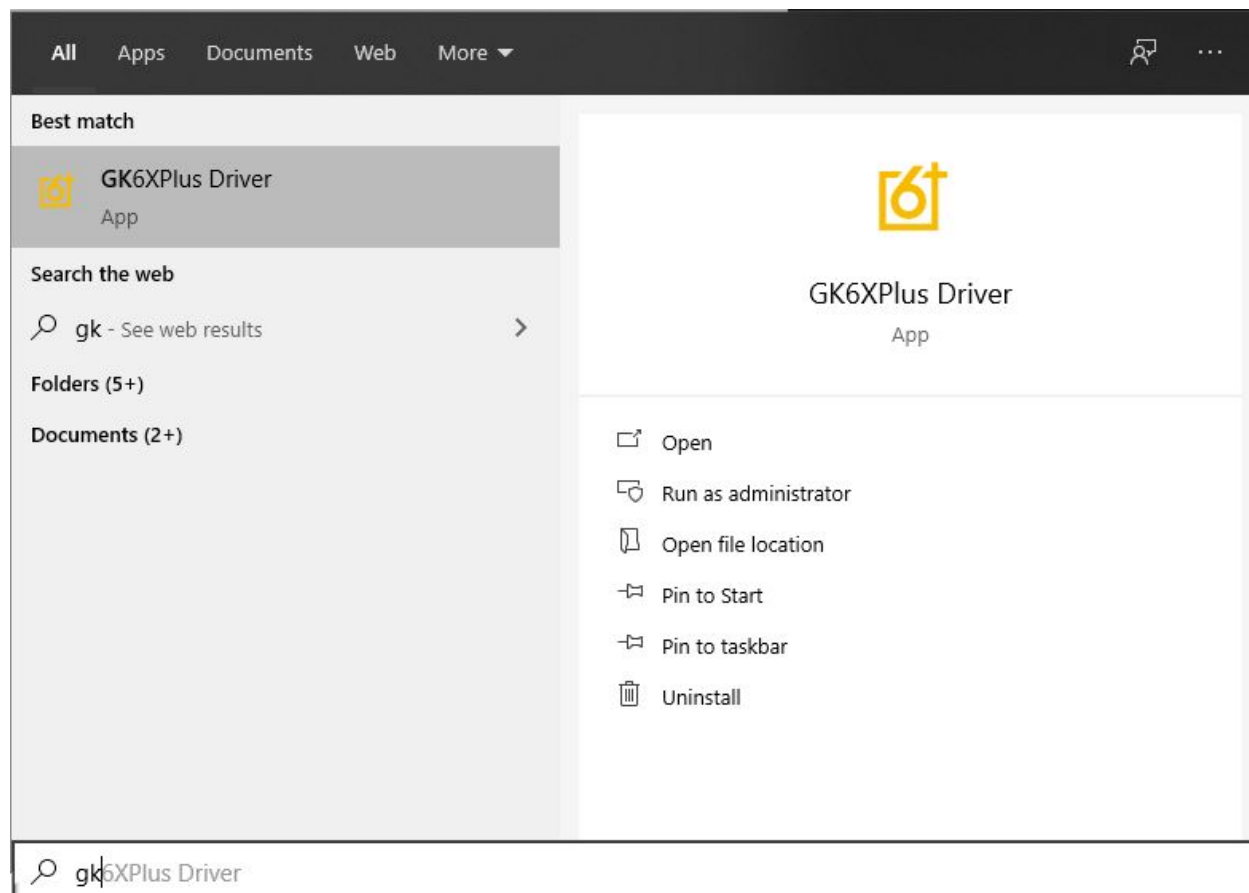 All Apps Documents Web More
Best match
GK6XPlus Driver
App
Search the web
gk - See web results
Folders (5+)
Documents (2+)
6+
GK6XPlus Driver
App
Open
Run as administrator
Open file location
Pin to Start
Pin to taskbar
Uninstall
gk6XPlus Driver